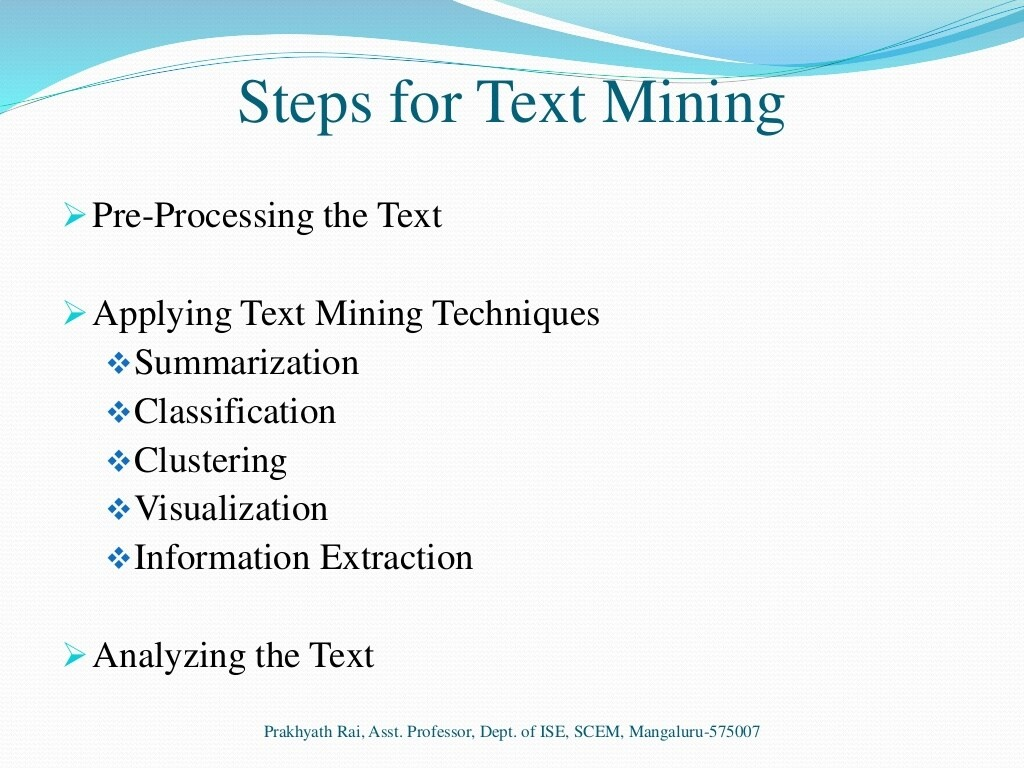 Steps for Text Mining
Pre-Processing the Text
Applying Text Mining Techniques
Summarization
Classification
Clustering
Visualization
Information Extraction
Analyzing the Text
Prakhyath Rai, Asst. Professor, Dept. of ISE, SCEM, Mangaluru-575007